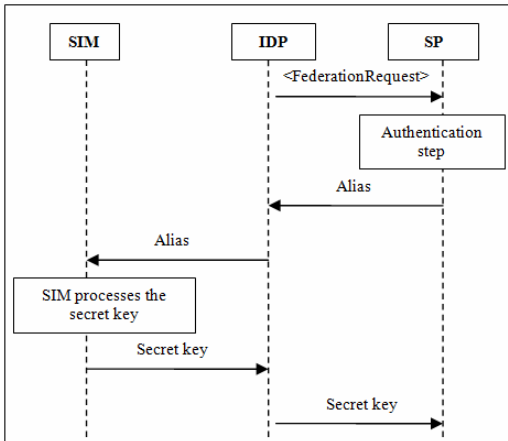 SIM IDP SP
<FederationRequest>
Authentication
step
Alias
Alias
SIM processes the
secret key
Secret key
Secret key